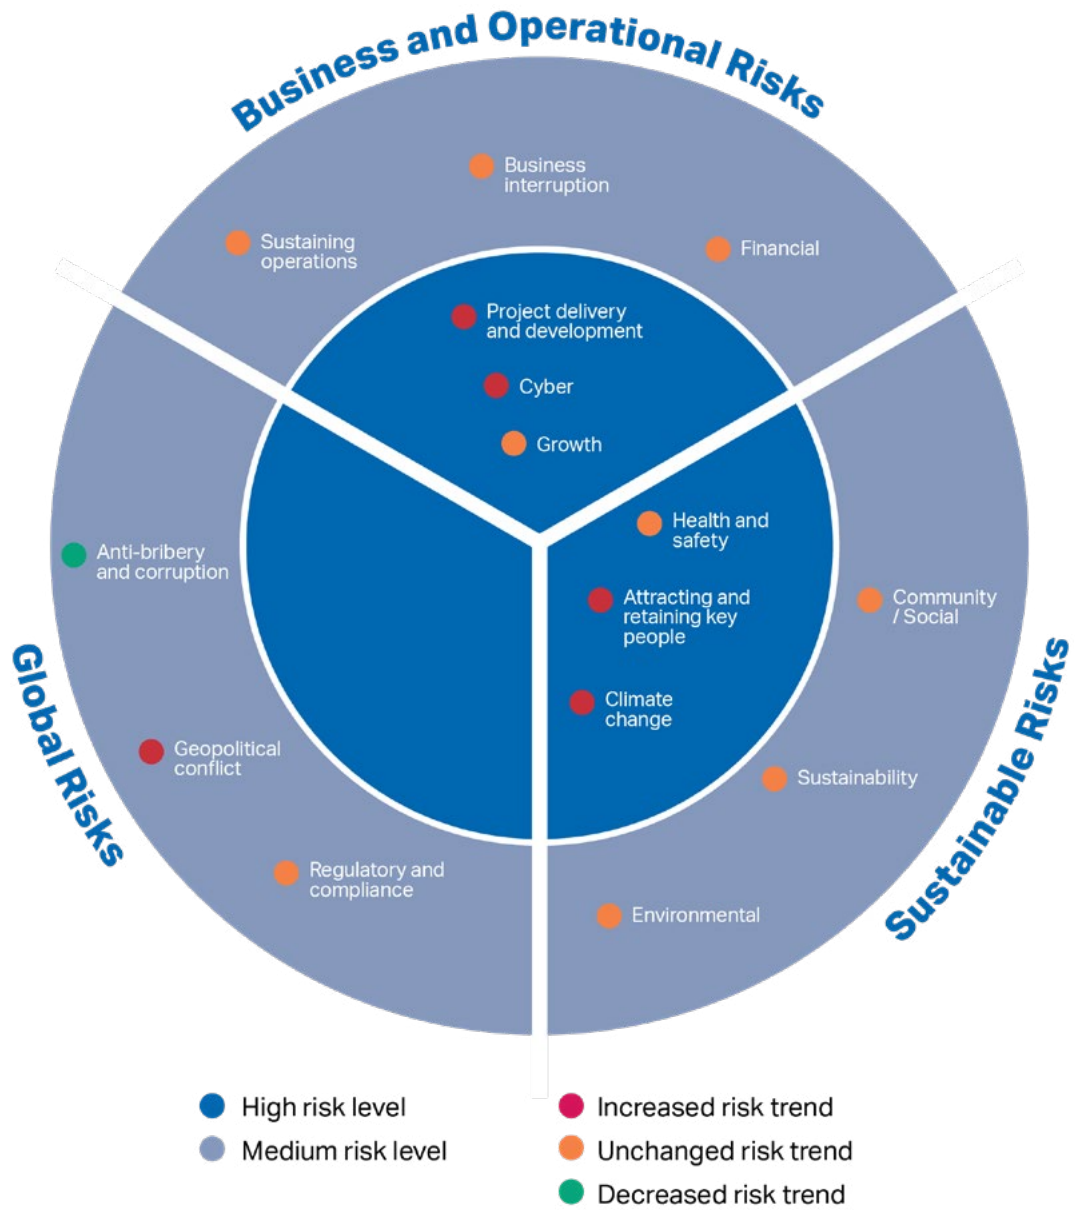 Business and Operational Risks
Business
interruption
Sustaining
operations
Financial
Project delivery
and development
Cyber
Growth
Health and
safety
Attracting and
retaining key
people
Climate
change
Community
/ Social
Sustainability
Environmental
Sustainable Risks
Anti-bribery
and corruption
Geopolitical
conflict
Regulatory and
compliance
Global Risks
High risk level
Medium risk level
Increased risk trend
Unchanged risk trend
Decreased risk trend